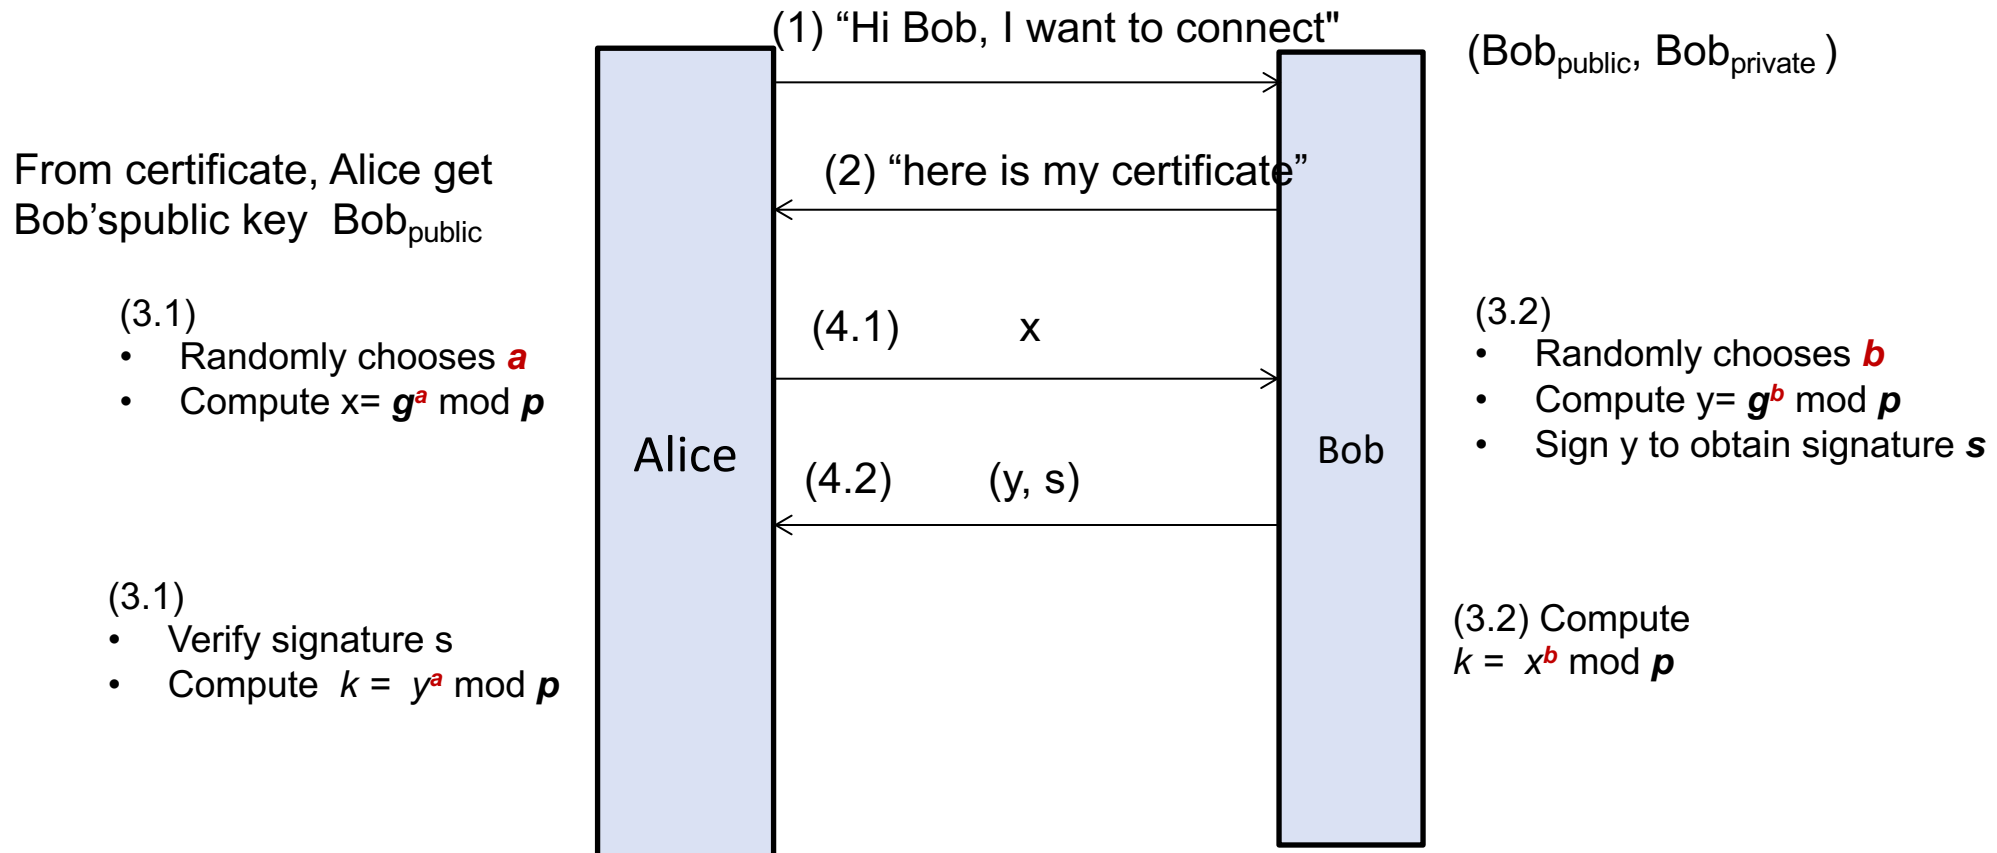 (1) “Hi Bob, I want to connect"
(Bobpublic, Bobprivate )
From certificate, Alice get
Bob’spublic key Bobpublic
(2) “here is my certificate”
(3.1)
• Randomly chooses a
• Compute x= gᵃ mod p
(4.1) x
(3.2)
• Randomly chooses b
• Compute y= gᵇ mod p
• Sign y to obtain signature s
Alice
Bob
(4.2) (y, s)
(3.1)
• Verify signature s
• Compute k = yᵃ mod p
(3.2) Compute
k = xᵇ mod p